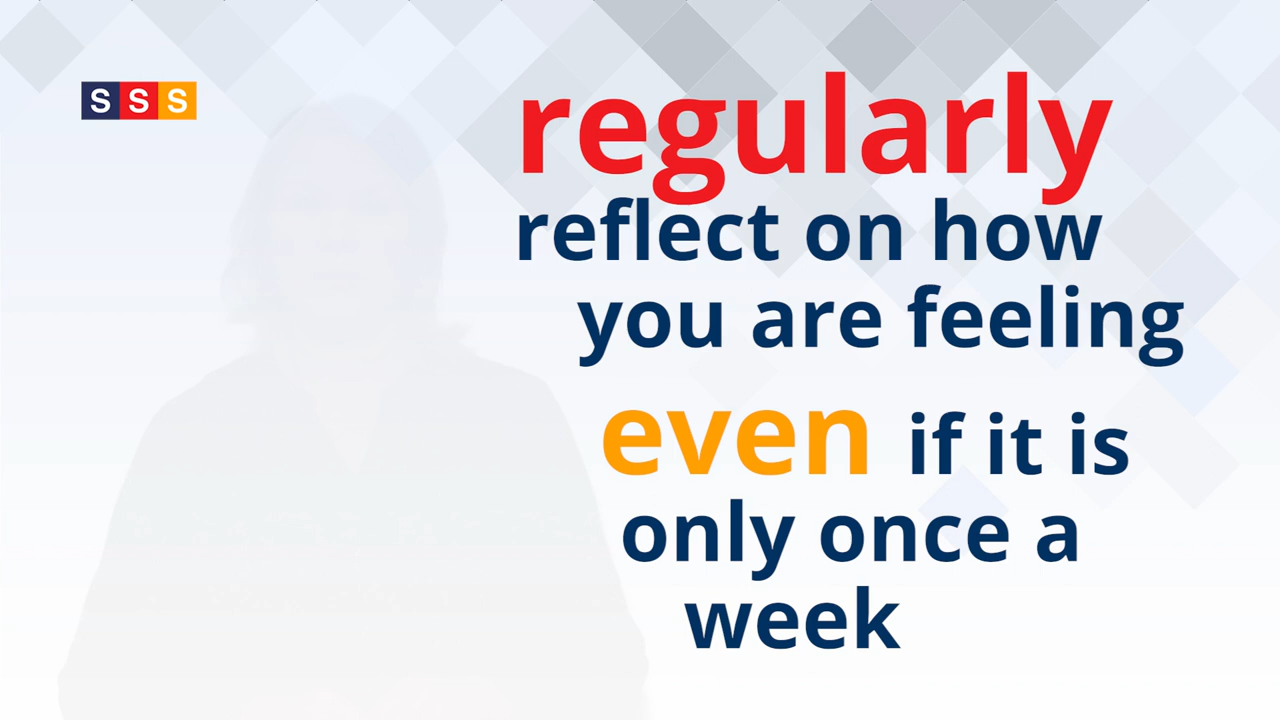 SSS
regularly
reflect on how
you are feeling
even if it is
only once a
week